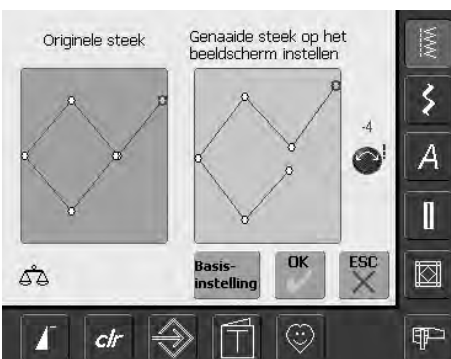 Originele steek
Genaaide steek op het
beeldscherm instellen
-4
Basis-
instelling
OK
ESC
A
clr